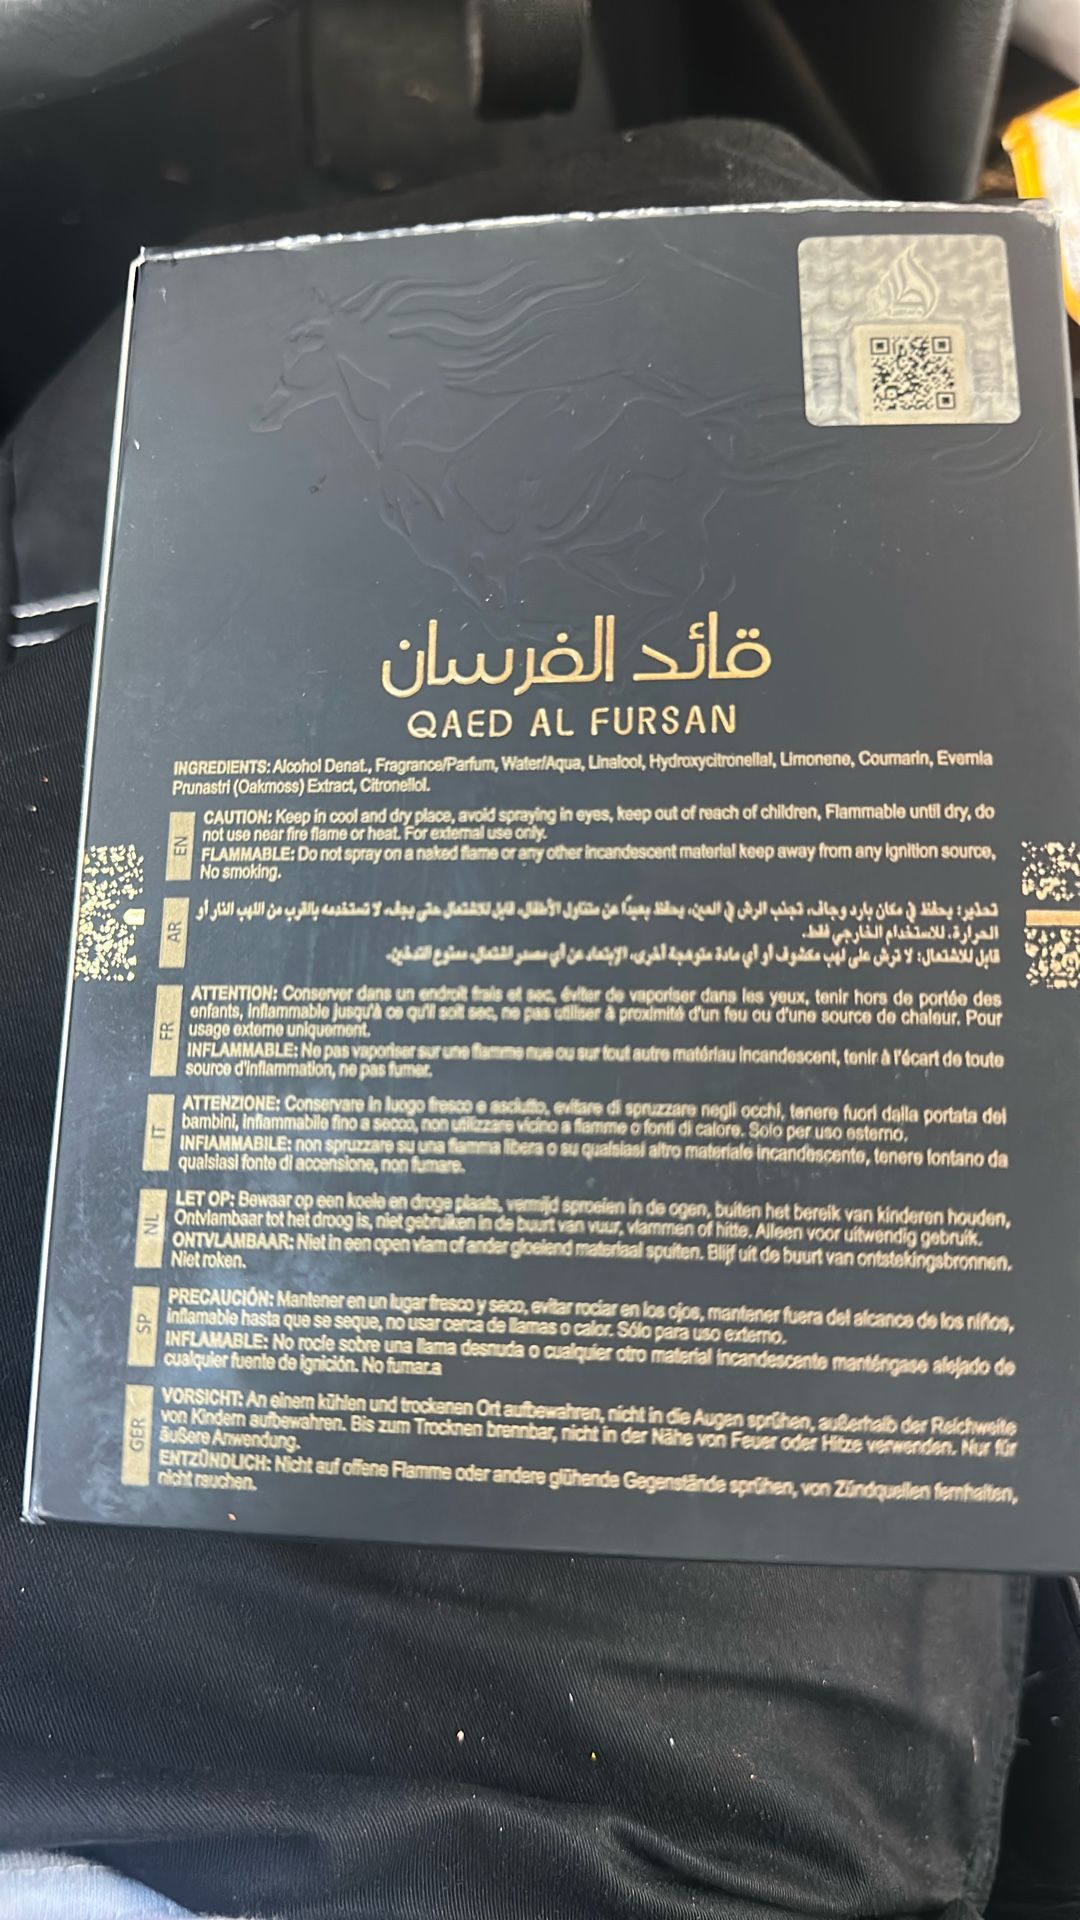 قائد الفرسان
QAED AL FURSAN
INGREDIENTS: Alcohol Denat., Fragrance/Parfum, Water/Aqua, Linalool, Hydroxycitronellal, Limonene, Coumarin, Evernia
Prunastri (Oakmoss) Extract, Citronellol.
EN
CAUTION: Keep in cool and dry place, avoid spraying in eyes, keep out of reach of children, Flammable until dry, do
not use near fire flame or heat. For external use only.
FLAMMABLE: Do not spray on a naked flame or any other incandescent material keep away from any ignition source,
No smoking.
AR
تحذير: يحفظ في مكان بارد وجاف، تجنب الرش في العين، يحفظ بعيدًا عن متناول الأطفال، قابل للاشتعال حتى يجف، لا تستخدمه بالقرب من اللهب النار أو
الحرارة. للاستخدام الخارجي فقط.
قابل للاشتعال: لا ترش على لهب مكشوف أو أي مادة متوهجة أخرى، الإبتعاد عن أي مصدر اشتعال، ممنوع التدخين.
FR
ATTENTION: Conserver dans un endroit frais et sec, éviter de vaporiser dans les yeux, tenir hors de portée des
enfants, inflammable jusqu'à ce qu'il soit sec, ne pas utiliser à proximité d'un feu ou d'une source de chaleur. Pour
usage externe uniquement.
INFLAMMABLE: Ne pas vaporiser sur une flamme nue ou sur tout autre matériau incandescent, tenir à l'écart de toute
source d'inflammation, ne pas fumer.
IT
ATTENZIONE: Conservare in luogo fresco e asciutto, evitare di spruzzare negli occhi, tenere fuori dalla portata dei
bambini, infiammabile fino a secco, non utilizzare vicino a fiamme o fonti di calore. Solo per uso esterno.
INFIAMMABILE: non spruzzare su una fiamma libera o su qualsiasi altro materiale incandescente, tenere lontano da
qualsiasi fonte di accensione, non fumare.
NL
LET OP: Bewaar op een koele en droge plaats, vermijd sproeien in de ogen, buiten het bereik van kinderen houden,
Ontvlambaar tot het droog is, niet gebruiken in de buurt van vuur, vlammen of hitte. Alleen voor uitwendig gebruik.
ONTVLAMBAAR: Niet in een open vlam of ander gloeiend materiaal spuiten. Blijf uit de buurt van ontstekingsbronnen.
Niet roken.
SP
PRECAUCIÓN: Mantener en un lugar fresco y seco, evitar rociar en los ojos, mantener fuera del alcance de los niños,
inflamable hasta que se seque, no usar cerca de llamas o calor. Sólo para uso externo.
INFLAMABLE: No rocíe sobre una llama desnuda o cualquier otro material incandescente manténgase alejado de
cualquier fuente de ignición. No fumar.a
GER
VORSICHT: An einem kühlen und trockenen Ort aufbewahren, nicht in die Augen sprühen, außerhalb der Reichweite
von Kindern aufbewahren. Bis zum Trocknen brennbar, nicht in der Nähe von Feuer oder Hitze verwenden. Nur für
äußere Anwendung.
ENTZÜNDLICH: Nicht auf offene Flamme oder andere glühende Gegenstände sprühen, von Zündquellen fernhalten,
nicht rauchen.